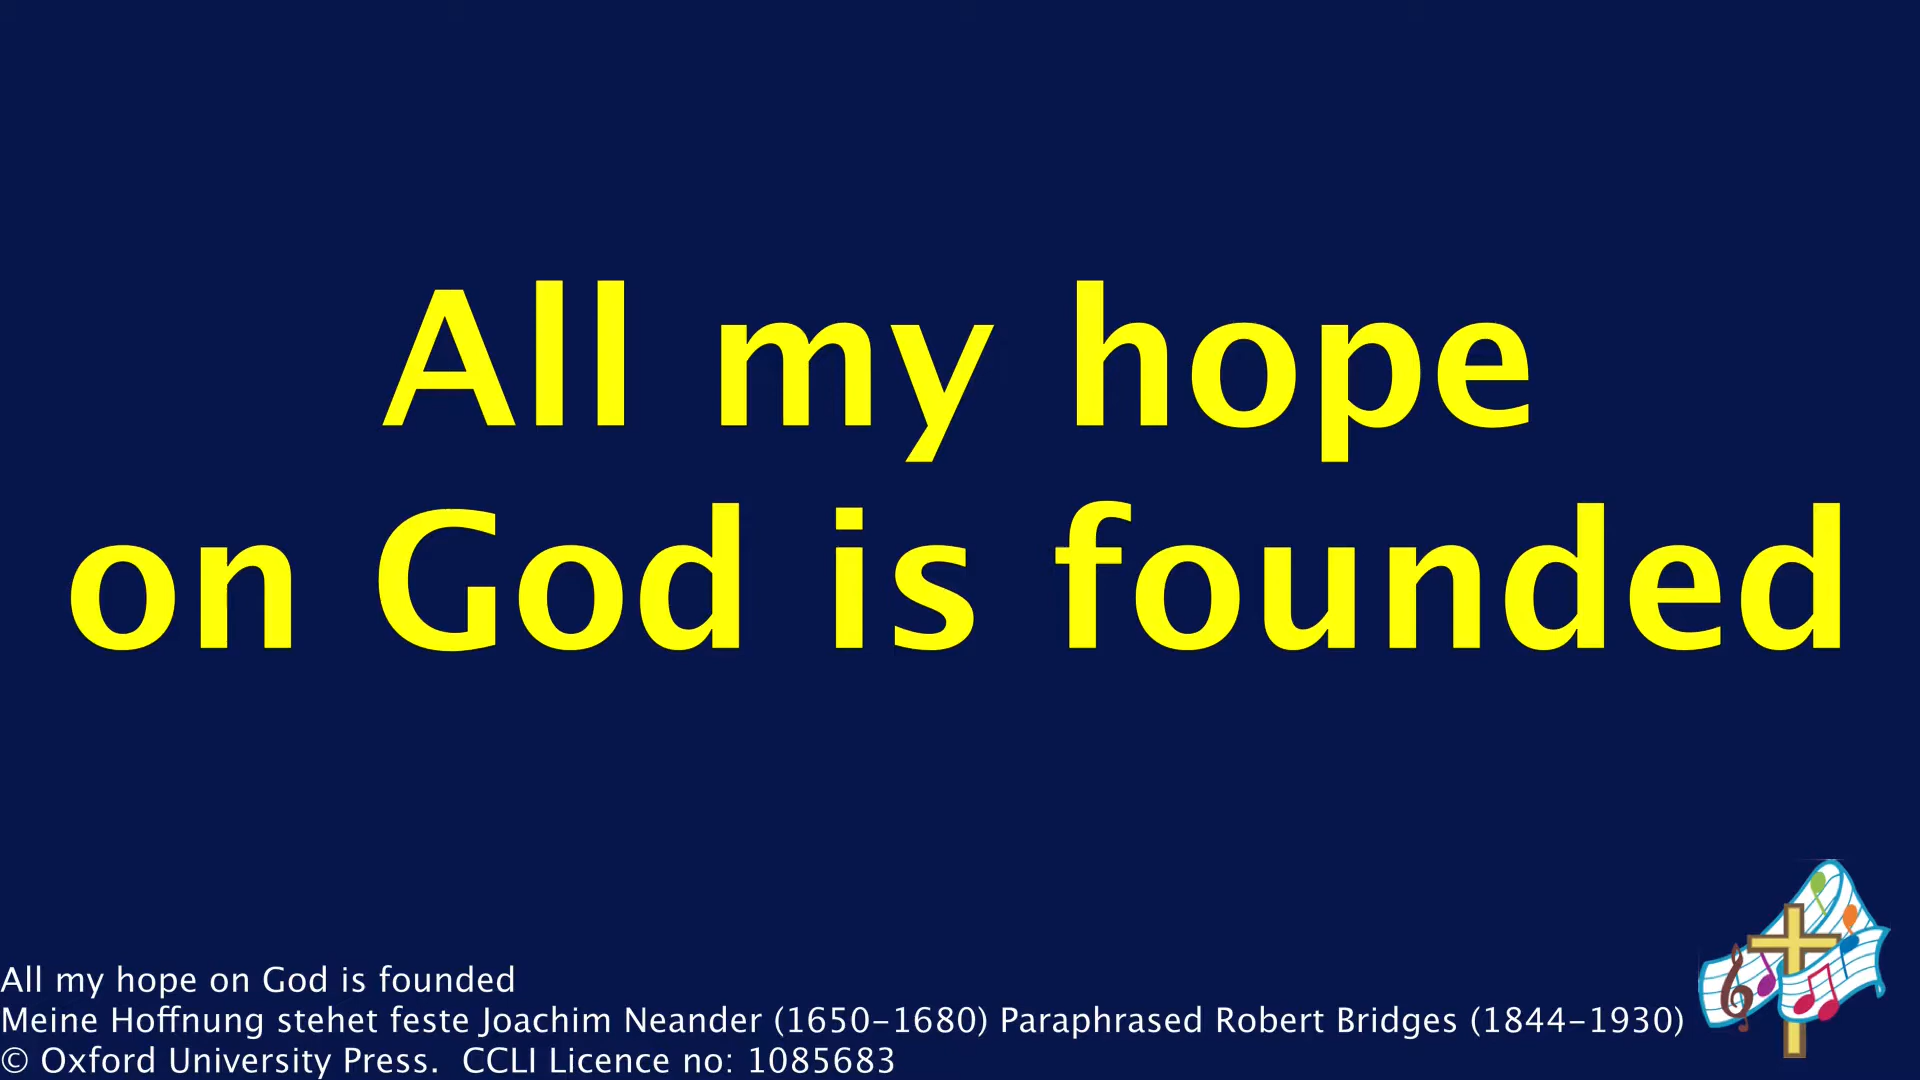 All my hope
on God is founded
All my hope on God is founded
Meine Hoffnung stehet feste Joachim Neander (1650-1680) Paraphrased Robert Bridges (1844-1930)
© Oxford University Press.  CCLI Licence no: 1085683